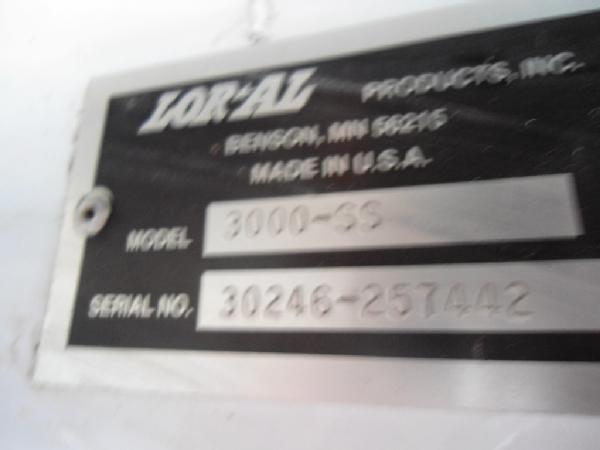 LOR*AL PRODUCTS, INC.
BENSON, MN 56215
MADE IN U.S.A.
MODEL 3000-SS
SERIAL NO. 30246-257442